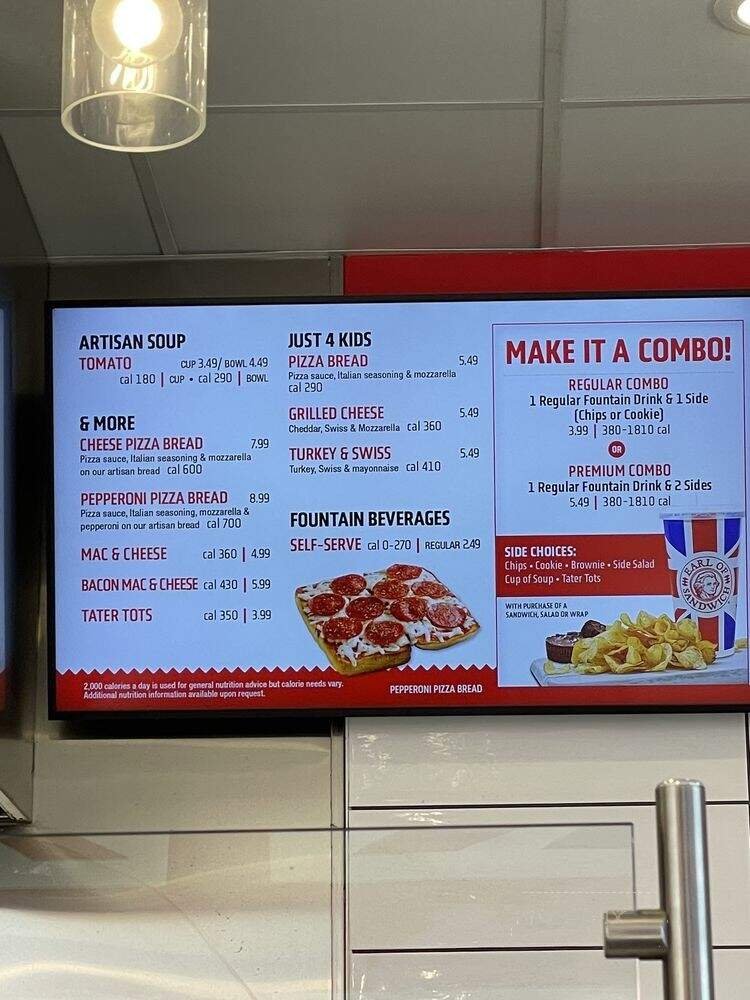 ARTISAN SOUP
TOMATO CUP 3.49/ BOWL 4.49
cal 180 | CUP • cal 290 | BOWL
& MORE
CHEESE PIZZA BREAD 7.99
Pizza sauce, Italian seasoning & mozzarella
on our artisan bread cal 600
PEPPERONI PIZZA BREAD 8.99
Pizza sauce, Italian seasoning, mozzarella &
pepperoni on our artisan bread cal 700
MAC & CHEESE cal 360 | 4.99
BACON MAC & CHEESE cal 430 | 5.99
TATER TOTS cal 350 | 3.99
JUST 4 KIDS
PIZZA BREAD 5.49
Pizza sauce, Italian seasoning & mozzarella
cal 290
GRILLED CHEESE 5.49
Cheddar, Swiss & Mozzarella cal 360
TURKEY & SWISS 5.49
Turkey, Swiss & mayonnaise cal 410
FOUNTAIN BEVERAGES
SELF-SERVE cal 0-270 | REGULAR 2.49
MAKE IT A COMBO!
REGULAR COMBO
1 Regular Fountain Drink & 1 Side
(Chips or Cookie)
3.99 | 380-1810 cal
OR
PREMIUM COMBO
1 Regular Fountain Drink & 2 Sides
5.49 | 380-1810 cal
SIDE CHOICES:
Chips • Cookie • Brownie • Side Salad
Cup of Soup • Tater Tots
WITH PURCHASE OF A
SANDWICH, SALAD OR WRAP
EARL OF
SANDWICH
2,000 calories a day is used for general nutrition advice but calorie needs vary.
Additional nutrition information available upon request.
PEPPERONI PIZZA BREAD